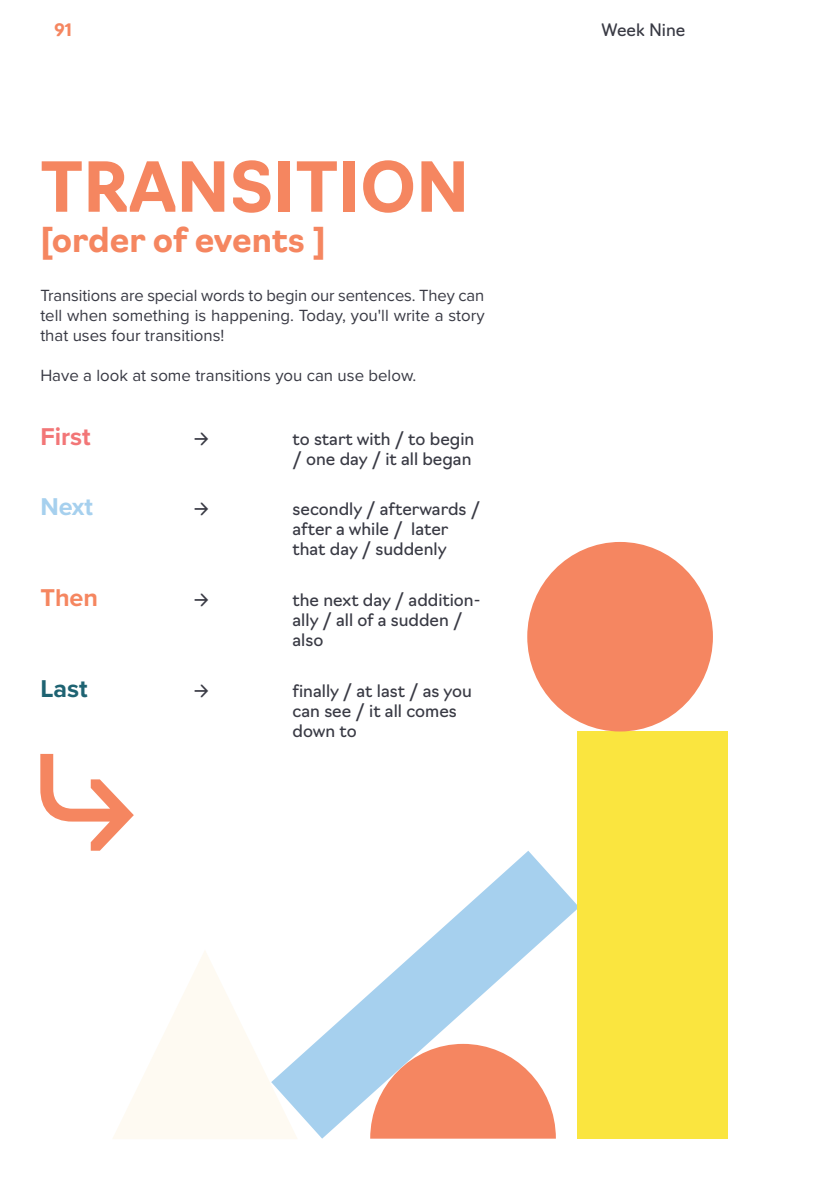 91
Week Nine
TRANSITION
[order of events ]
Transitions are special words to begin our sentences. They can
tell when something is happening. Today, you'll write a story
that uses four transitions!
Have a look at some transitions you can use below.
First → to start with / to begin
/ one day / it all began
Next → secondly / afterwards /
after a while / later
that day / suddenly
Then → the next day / addition-
ally / all of a sudden /
also
Last → finally / at last / as you
can see / it all comes
down to